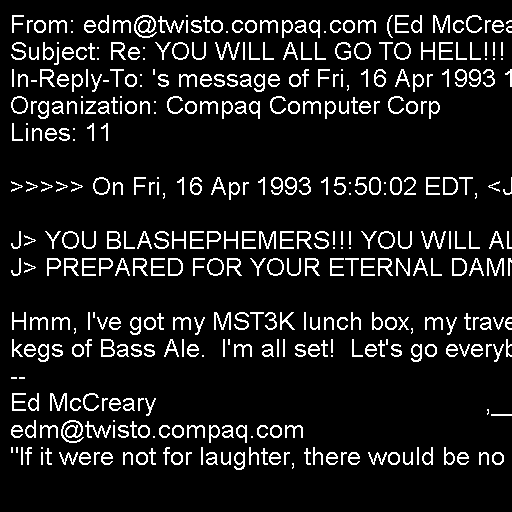 From: edm@twisto.compaq.com (Ed McCrea
Subject: Re: YOU WILL ALL GO TO HELL!!!
In-Reply-To: 's message of Fri, 16 Apr 1993 1
Organization: Compaq Computer Corp
Lines: 11
>>>>> On Fri, 16 Apr 1993 15:50:02 EDT, <J
J> YOU BLASHEPHEMERS!!! YOU WILL AL
J> PREPARED FOR YOUR ETERNAL DAMN
Hmm, I've got my MST3K lunch box, my trave
kegs of Bass Ale.  I'm all set!  Let's go everyb
--
Ed McCreary ,__
edm@twisto.compaq.com
"If it were not for laughter, there would be no